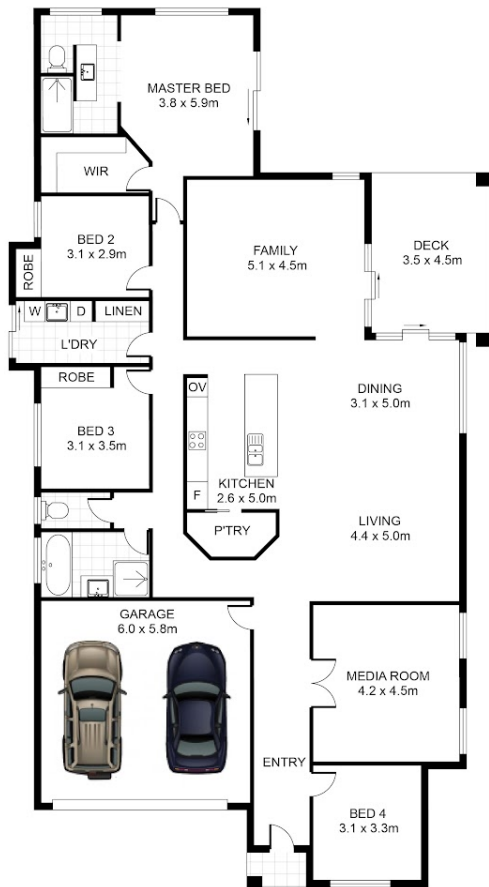 MASTER BED
3.8 x 5.9m
WIR
BED 2
3.1 x 2.9m
ROBE
FAMILY
5.1 x 4.5m
DECK
3.5 x 4.5m
W
D
LINEN
L'DRY
ROBE
BED 3
3.1 x 3.5m
OV
F
KITCHEN
2.6 x 5.0m
P'TRY
DINING
3.1 x 5.0m
LIVING
4.4 x 5.0m
GARAGE
6.0 x 5.8m
MEDIA ROOM
4.2 x 4.5m
ENTRY
BED 4
3.1 x 3.3m